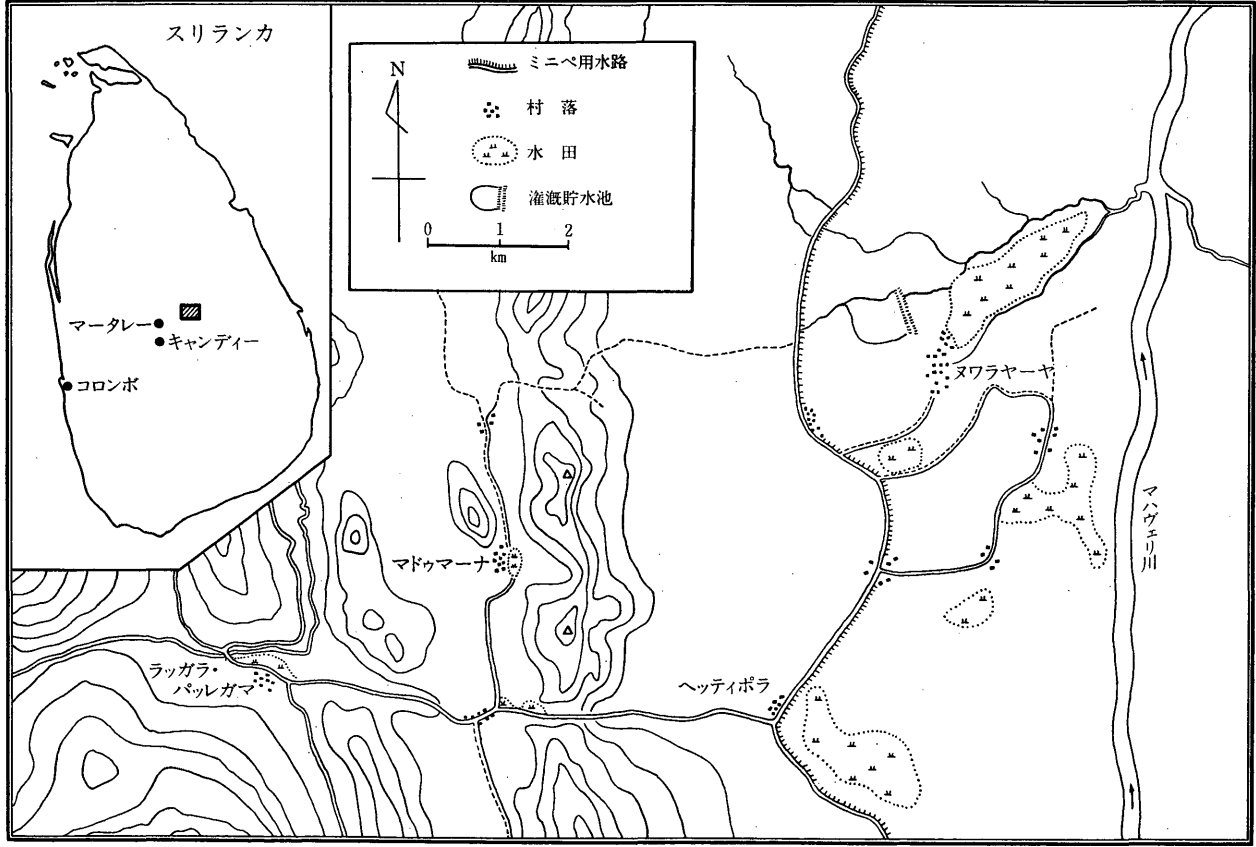 スリランカ
マータレー
キャンディー
コロンボ
N
ミニペ用水路
村落
水田
灌漑貯水池
0 1 2
km
ヌワラヤーヤ
マハヴェリ川
マドゥマーナ
ラッガラ・
パッレガマ
ヘッティポラ